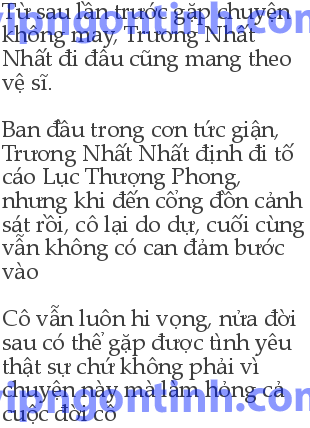 Từ sau lần trước gặp chuyện
không may, Trương Nhất
Nhất đi đâu cũng mang theo
vệ sĩ.
Ban đầu trong cơn tức giận,
Trương Nhất Nhất định đi tố
cáo Lục Thượng Phong,
nhưng khi đến cổng đồn cảnh
sát rồi, cô lại do dự, cuối cùng
vẫn không có can đảm bước
vào
Cô vẫn luôn hi vọng, nửa đời
sau có thể gặp được tình yêu
thật sự chứ không phải vì
chuyện này mà làm hỏng cả
cuộc đời cô
vipngontinh.com